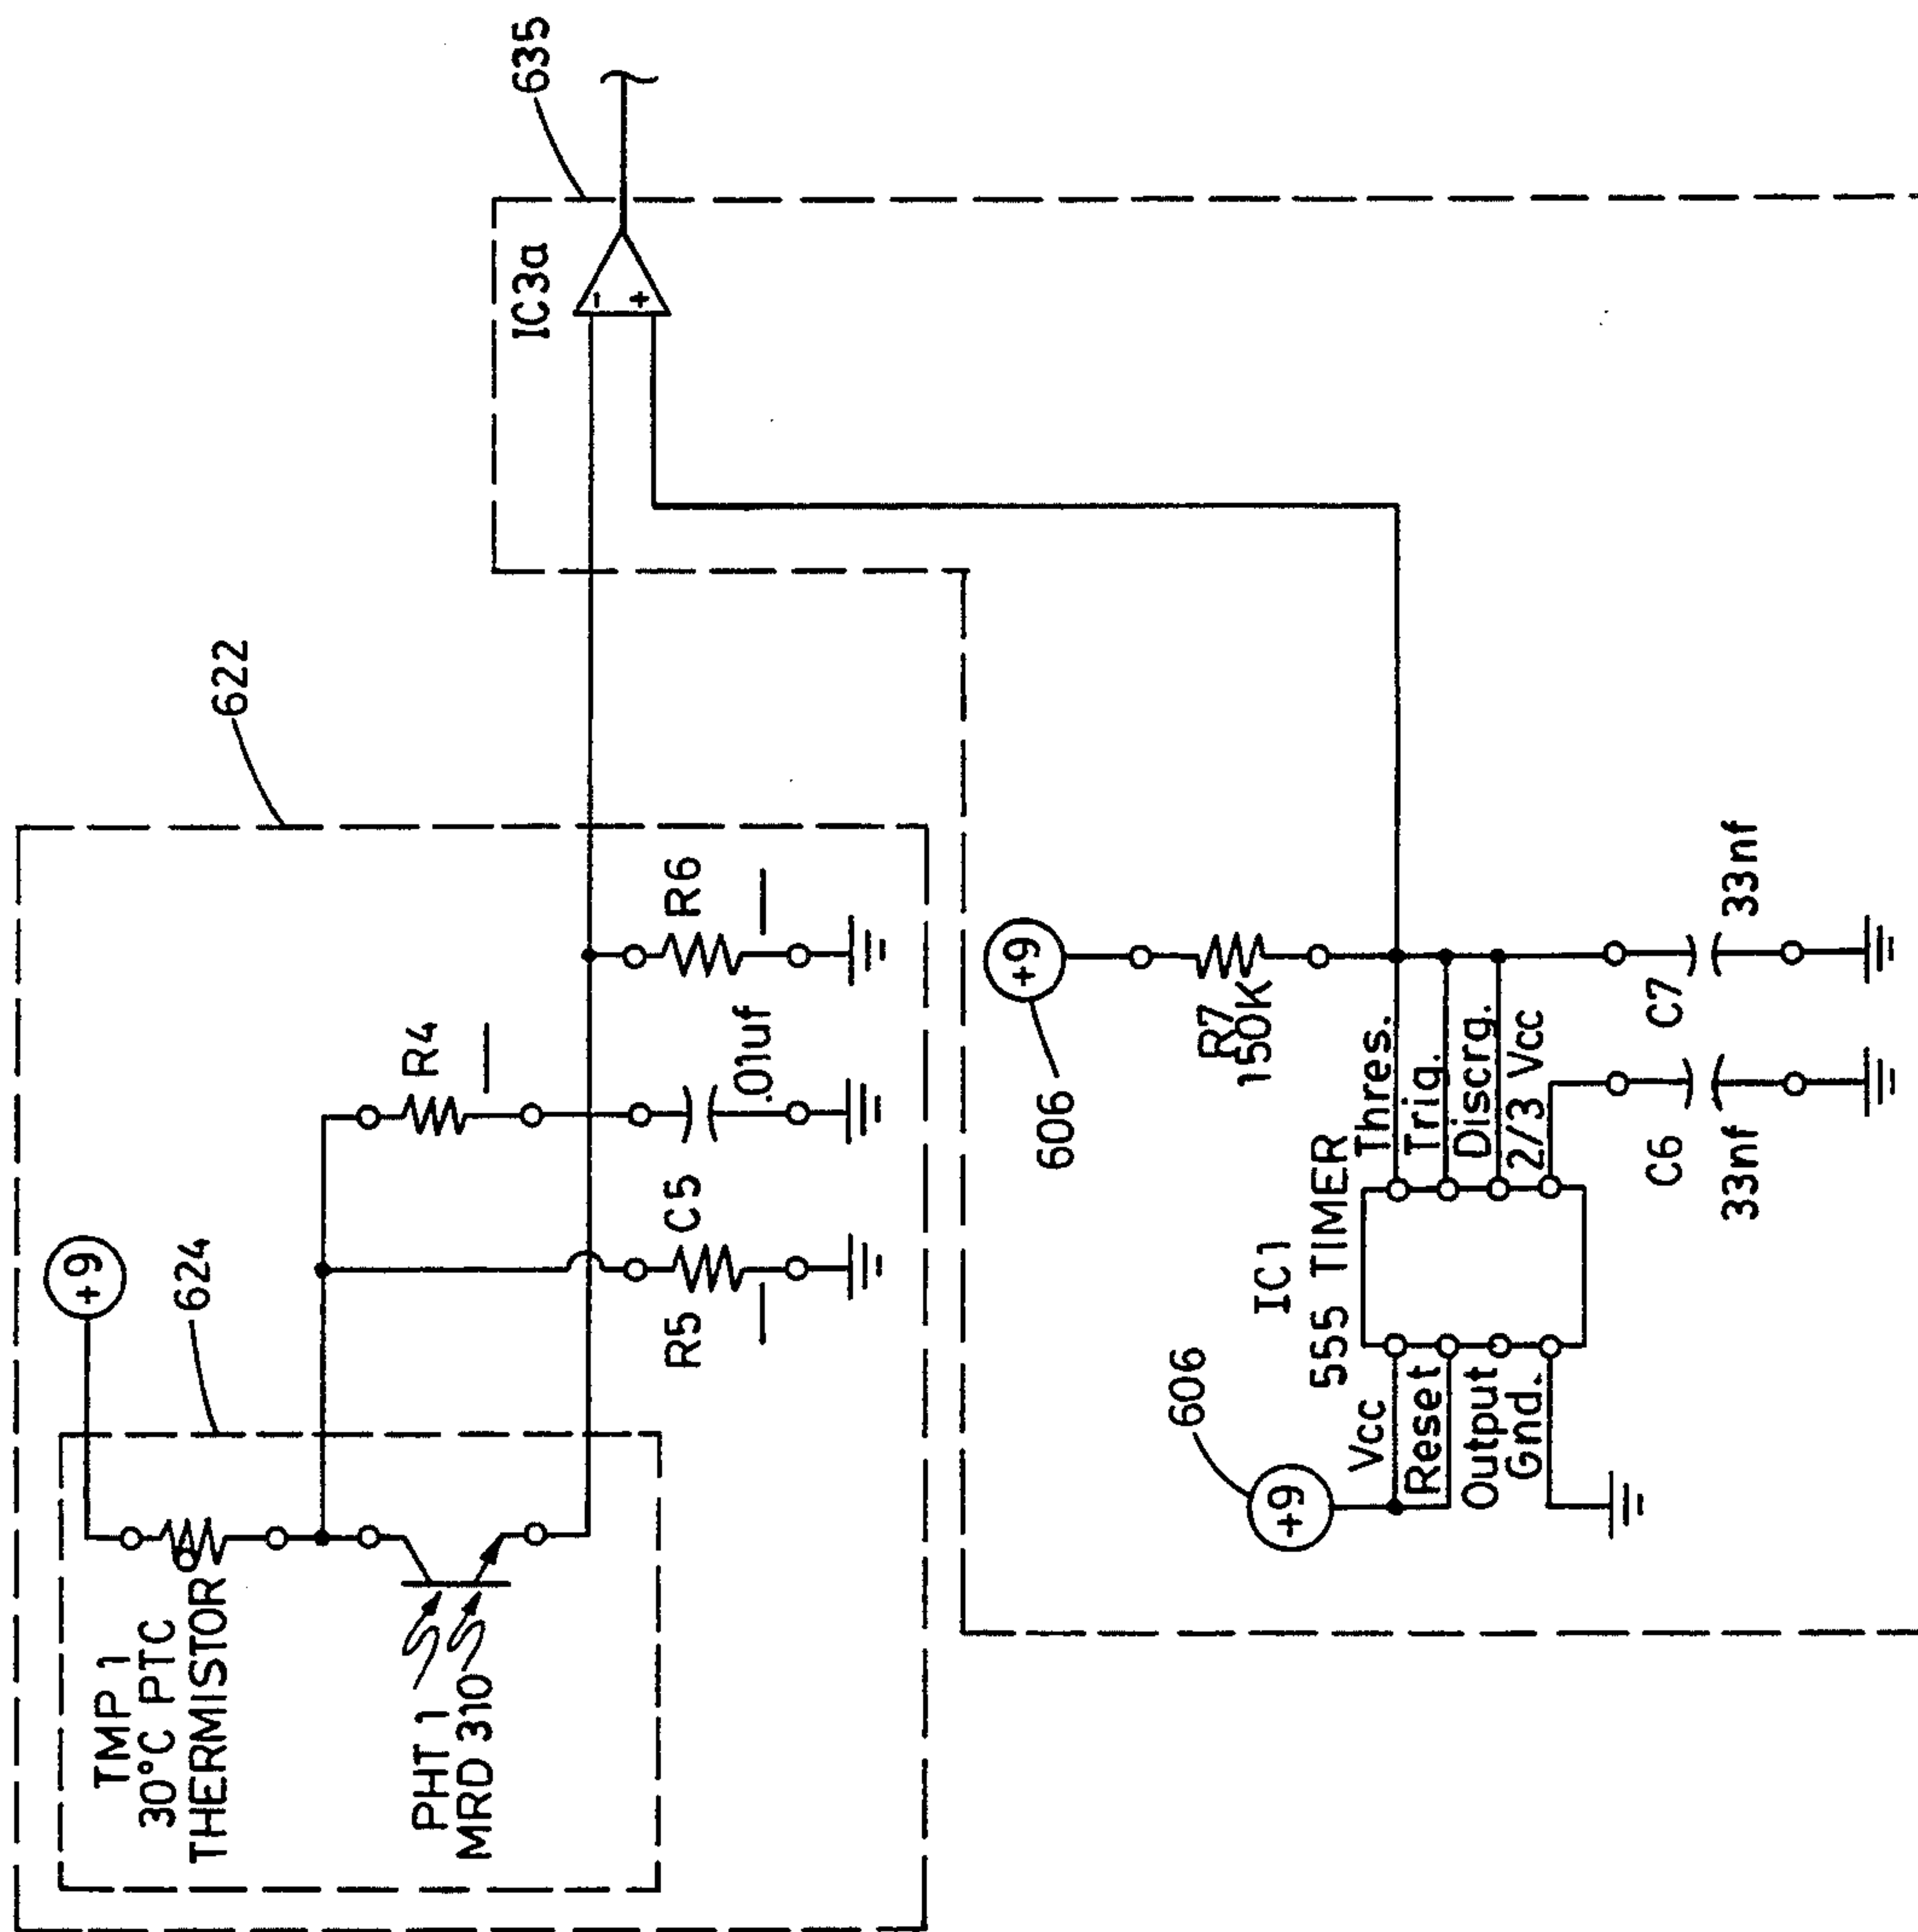 635
IC3a
-
+
622
624
+9
TMP 1
30°C PTC
THERMISTOR
PHT 1
MRD 310
R4
R6
.01uf
C5
R5
606
+9
R7
150K
606
+9
IC1
555 TIMER
Vcc
Reset
Output
Gnd.
Thres.
Trig.
Discrg.
2/3 Vcc
C7
33nf
C6
33nf